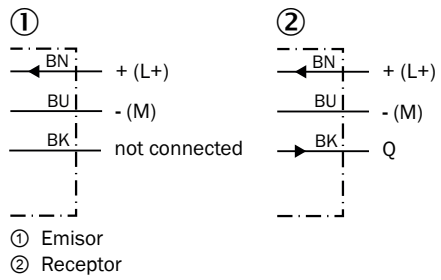 ① ②
BN + (L+) BN + (L+)
BU - (M) BU - (M)
BK not connected BK Q
① Emisor
② Receptor